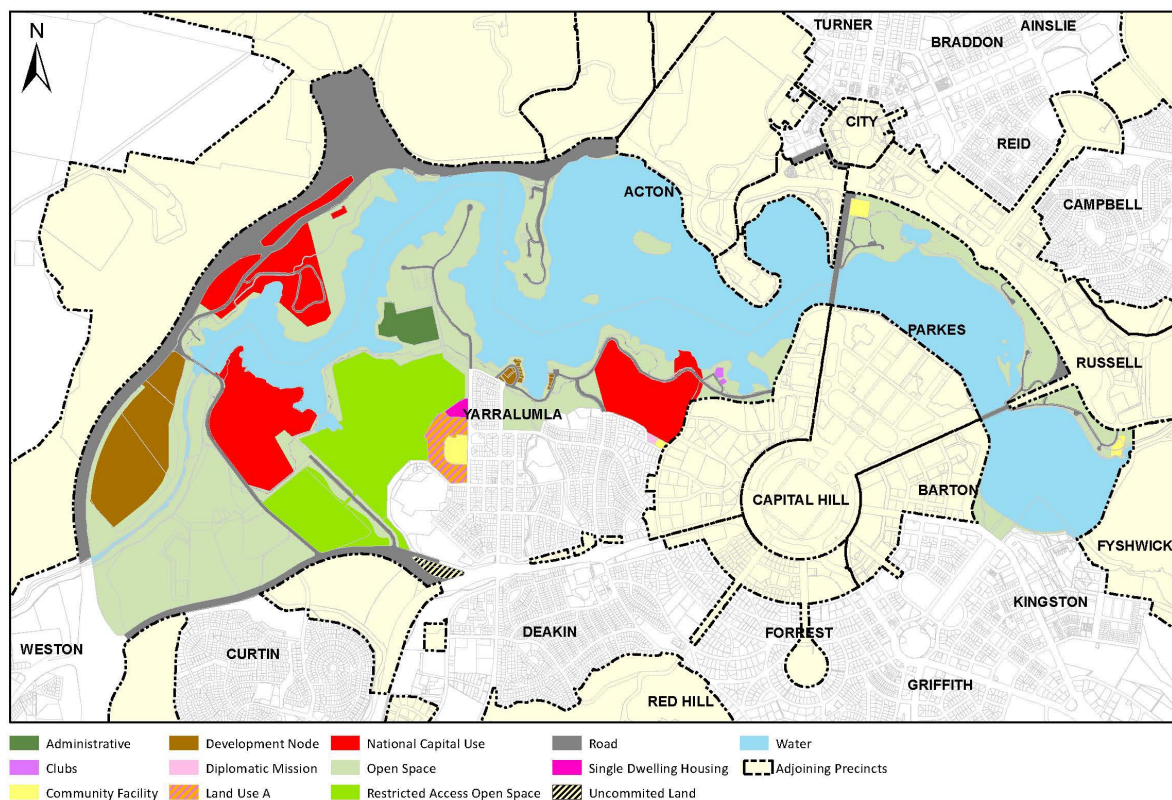 N
TURNER
AINSLIE
BRADDON
CITY
REID
ACTON
CAMPBELL
PARKES
RUSSELL
YARRALUMLA
CAPITAL HILL
BARTON
FYSHWICK
KINGSTON
DEAKIN
FORREST
WESTON
CURTIN
GRIFFITH
RED HILL
Administrative
Development Node
National Capital Use
Road
Water
Clubs
Diplomatic Mission
Open Space
Single Dwelling Housing
Adjoining Precincts
Community Facility
Land Use A
Restricted Access Open Space
Uncommited Land